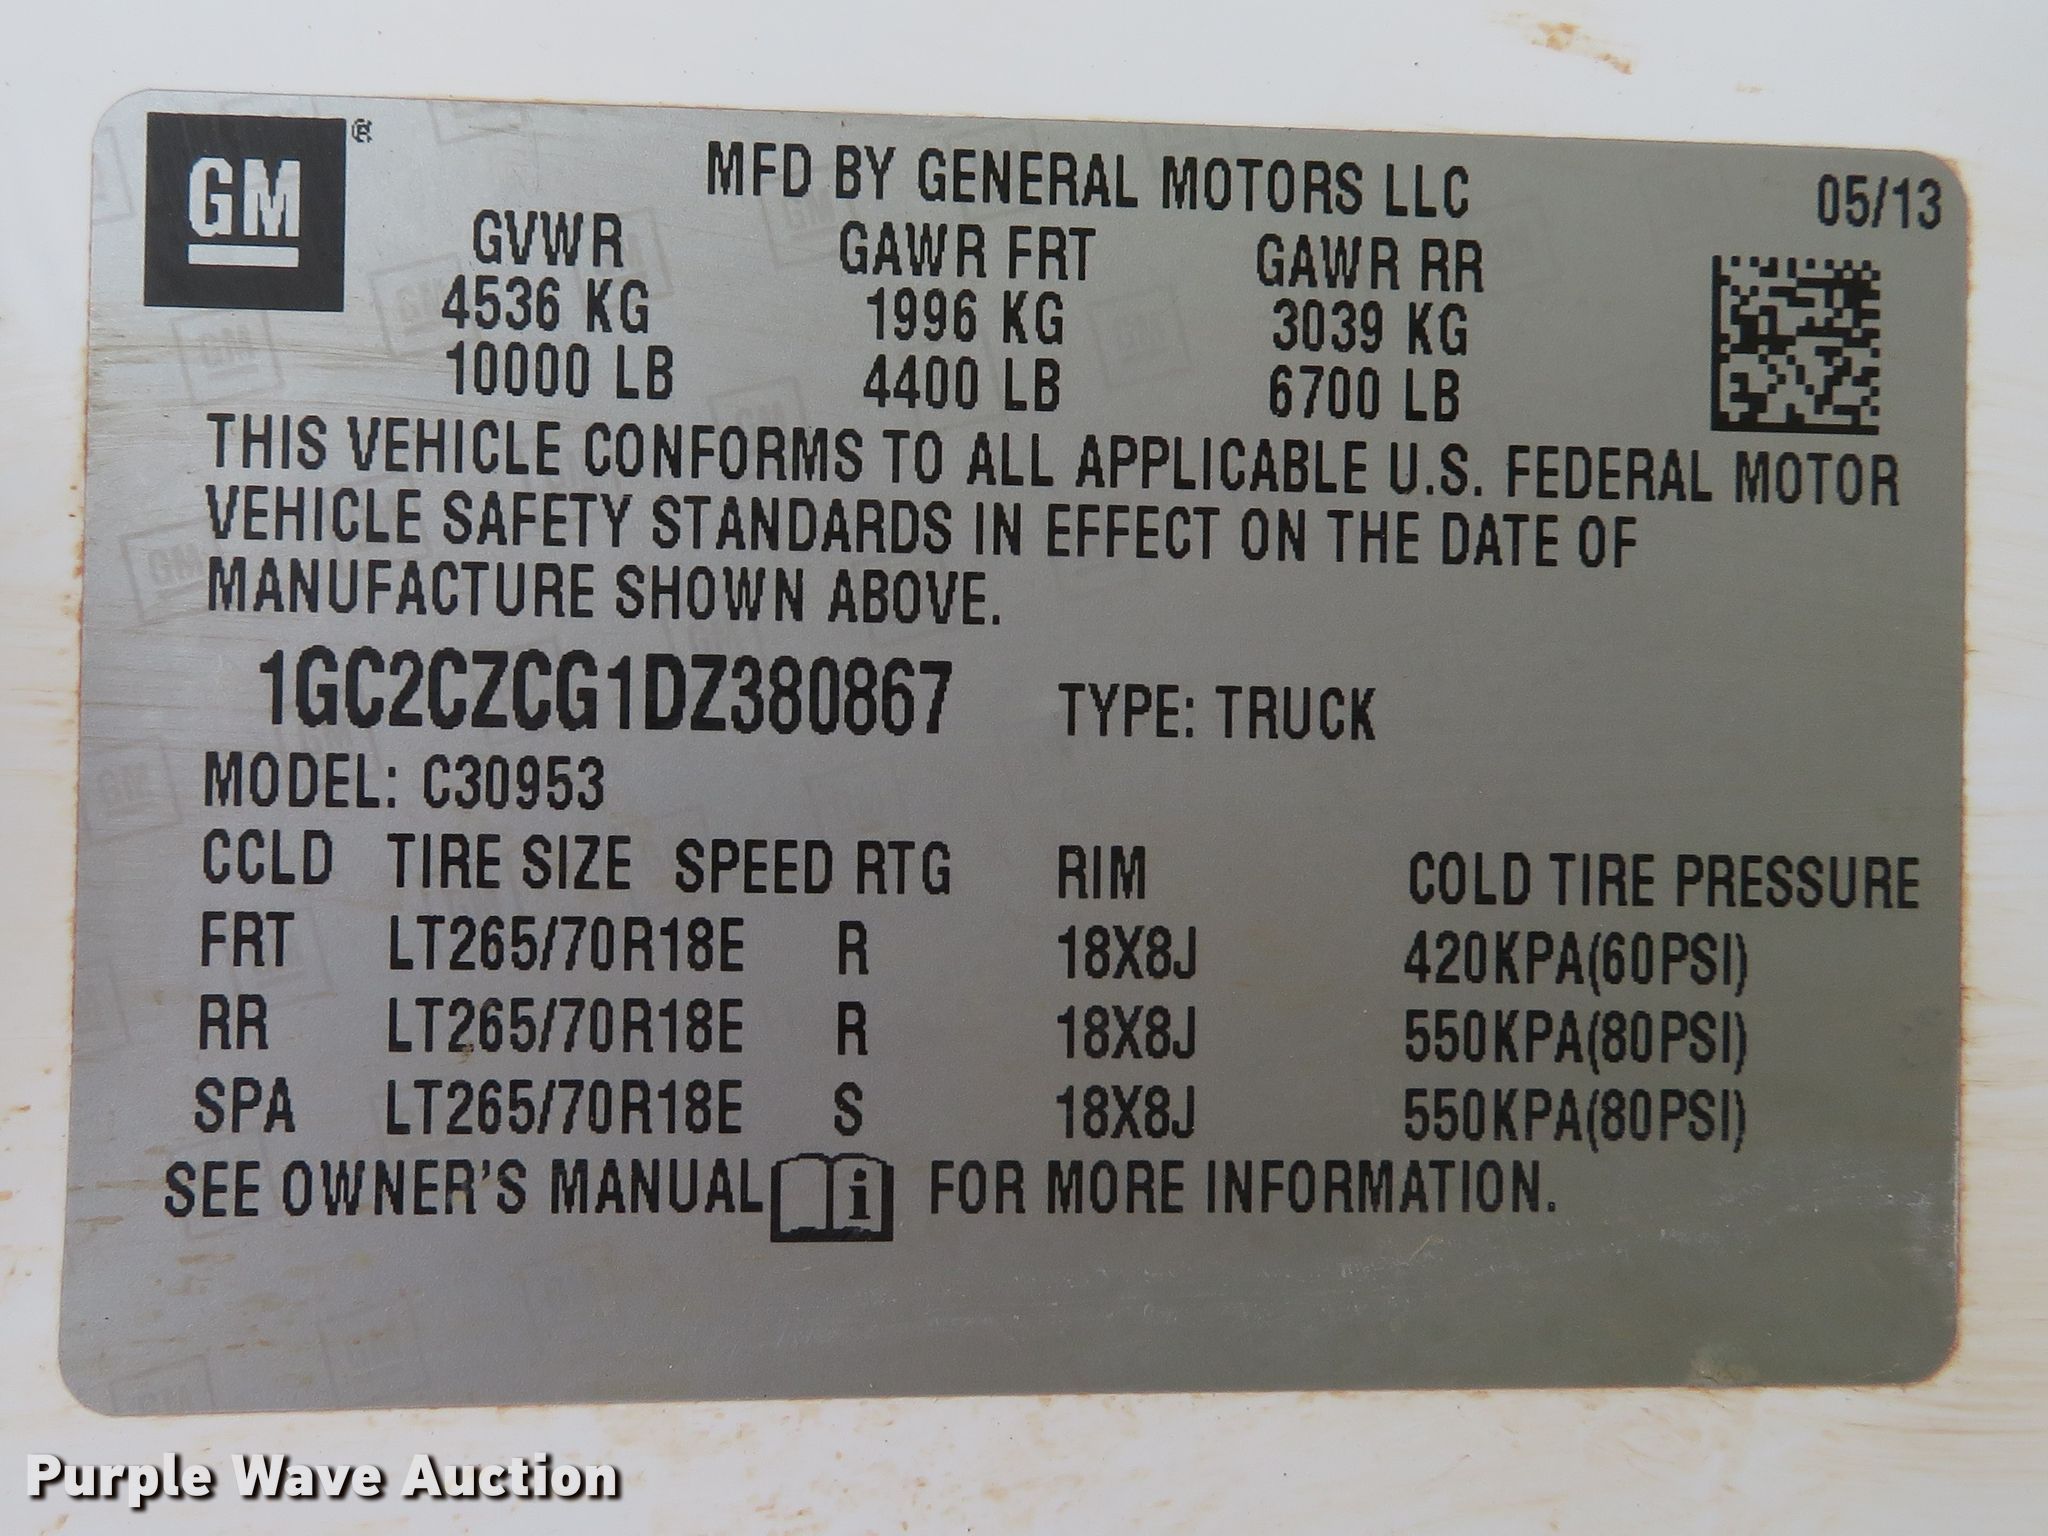 GM ®
MFD BY GENERAL MOTORS LLC 05/13
GVWR GAWR FRT GAWR RR
4536 KG 1996 KG 3039 KG
10000 LB 4400 LB 6700 LB
THIS VEHICLE CONFORMS TO ALL APPLICABLE U.S. FEDERAL MOTOR
VEHICLE SAFETY STANDARDS IN EFFECT ON THE DATE OF
MANUFACTURE SHOWN ABOVE.
1GC2CZCG1DZ380867 TYPE: TRUCK
MODEL: C30953
CCLD TIRE SIZE SPEED RTG RIM COLD TIRE PRESSURE
FRT LT265/70R18E R 18X8J 420KPA(60PSI)
RR LT265/70R18E R 18X8J 550KPA(80PSI)
SPA LT265/70R18E S 18X8J 550KPA(80PSI)
SEE OWNER'S MANUAL i FOR MORE INFORMATION.
Purple Wave Auction